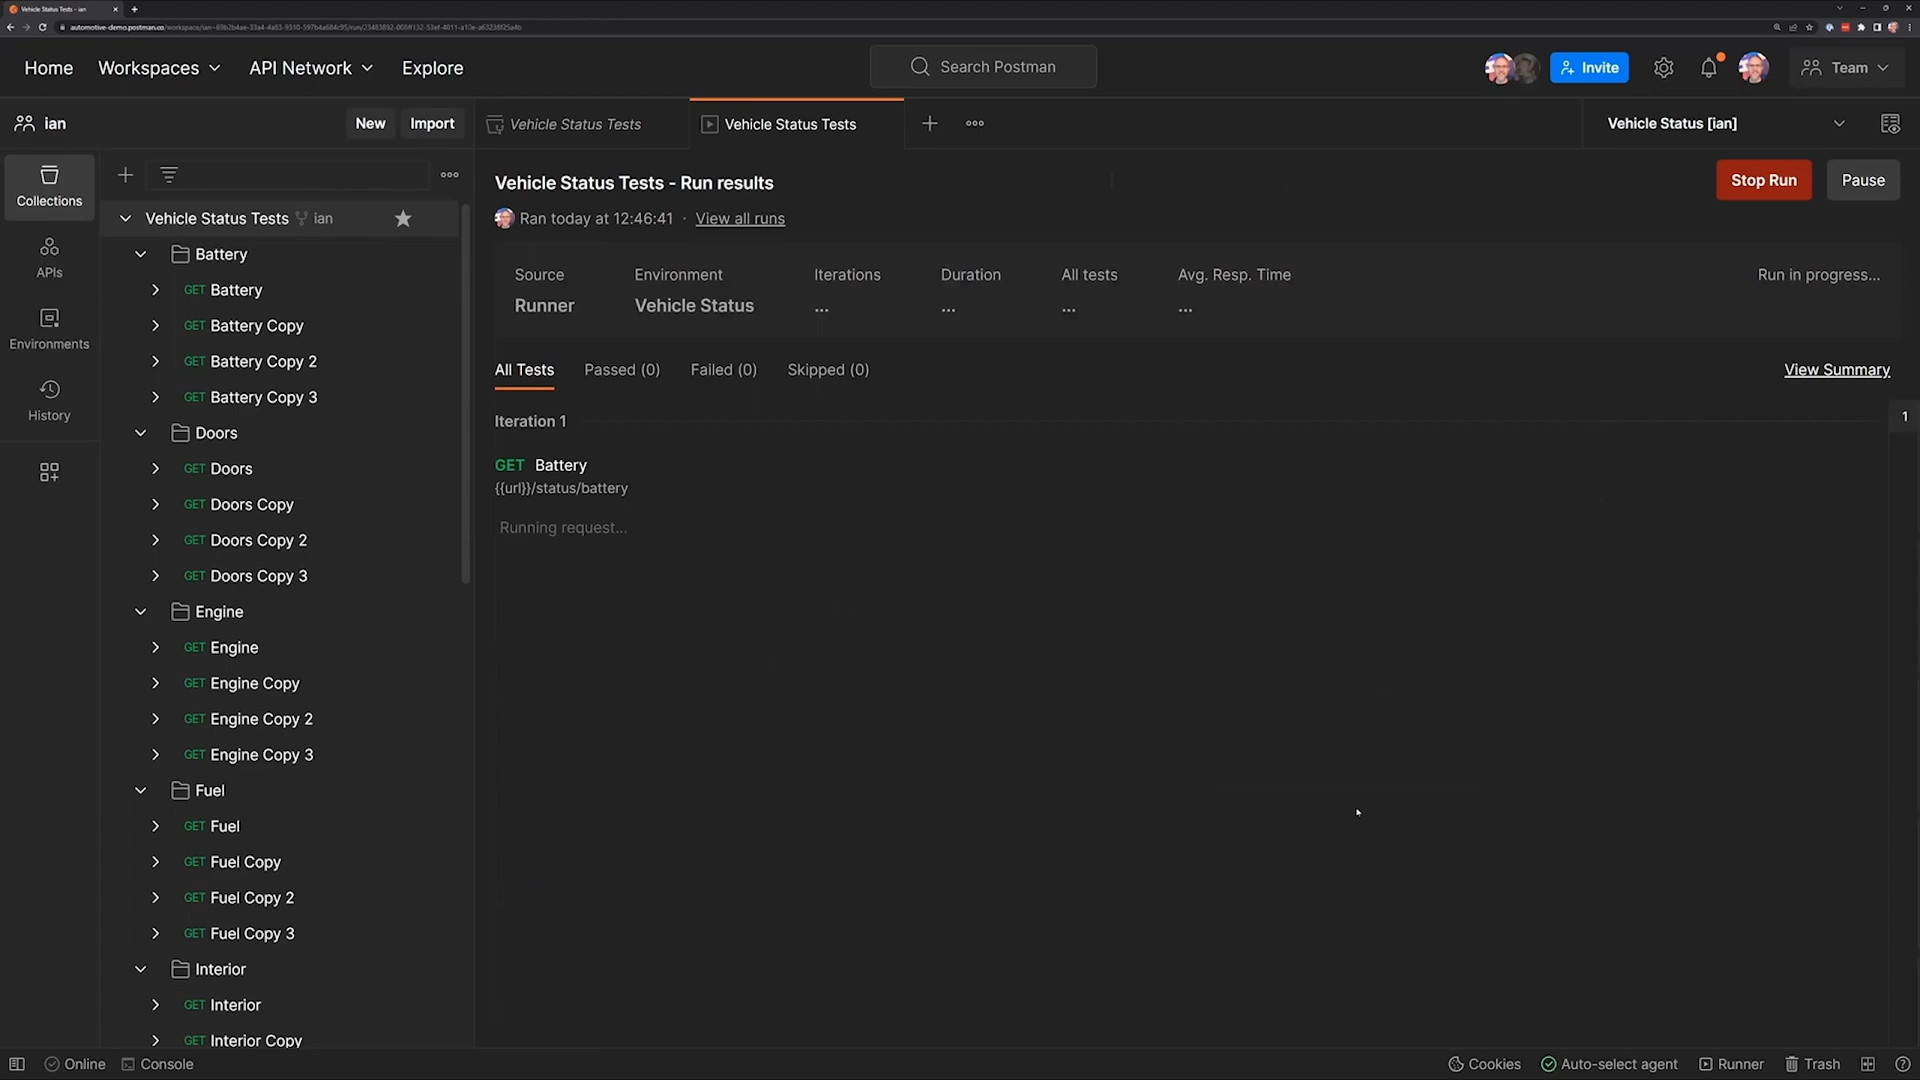 Vehicle Status Tests - ian
Home
Workspaces
API Network
Explore
Search Postman
Invite
Team
ian
New
Import
Vehicle Status Tests
Vehicle Status Tests
Vehicle Status [ian]
Collections
APIs
Environments
History
Vehicle Status Tests ian
Battery
GET Battery
GET Battery Copy
GET Battery Copy 2
GET Battery Copy 3
Doors
GET Doors
GET Doors Copy
GET Doors Copy 2
GET Doors Copy 3
Engine
GET Engine
GET Engine Copy
GET Engine Copy 2
GET Engine Copy 3
Fuel
GET Fuel
GET Fuel Copy
GET Fuel Copy 2
GET Fuel Copy 3
Interior
GET Interior
GET Interior Copy
Vehicle Status Tests - Run results
Stop Run
Pause
Ran today at 12:46:41 · View all runs
Source
Environment
Iterations
Duration
All tests
Avg. Resp. Time
Run in progress...
Runner
Vehicle Status
...
...
...
...
All Tests
Passed (0)
Failed (0)
Skipped (0)
View Summary
Iteration 1
1
GET Battery
{{url}}/status/battery
Running request...
Online
Console
Cookies
Auto-select agent
Runner
Trash